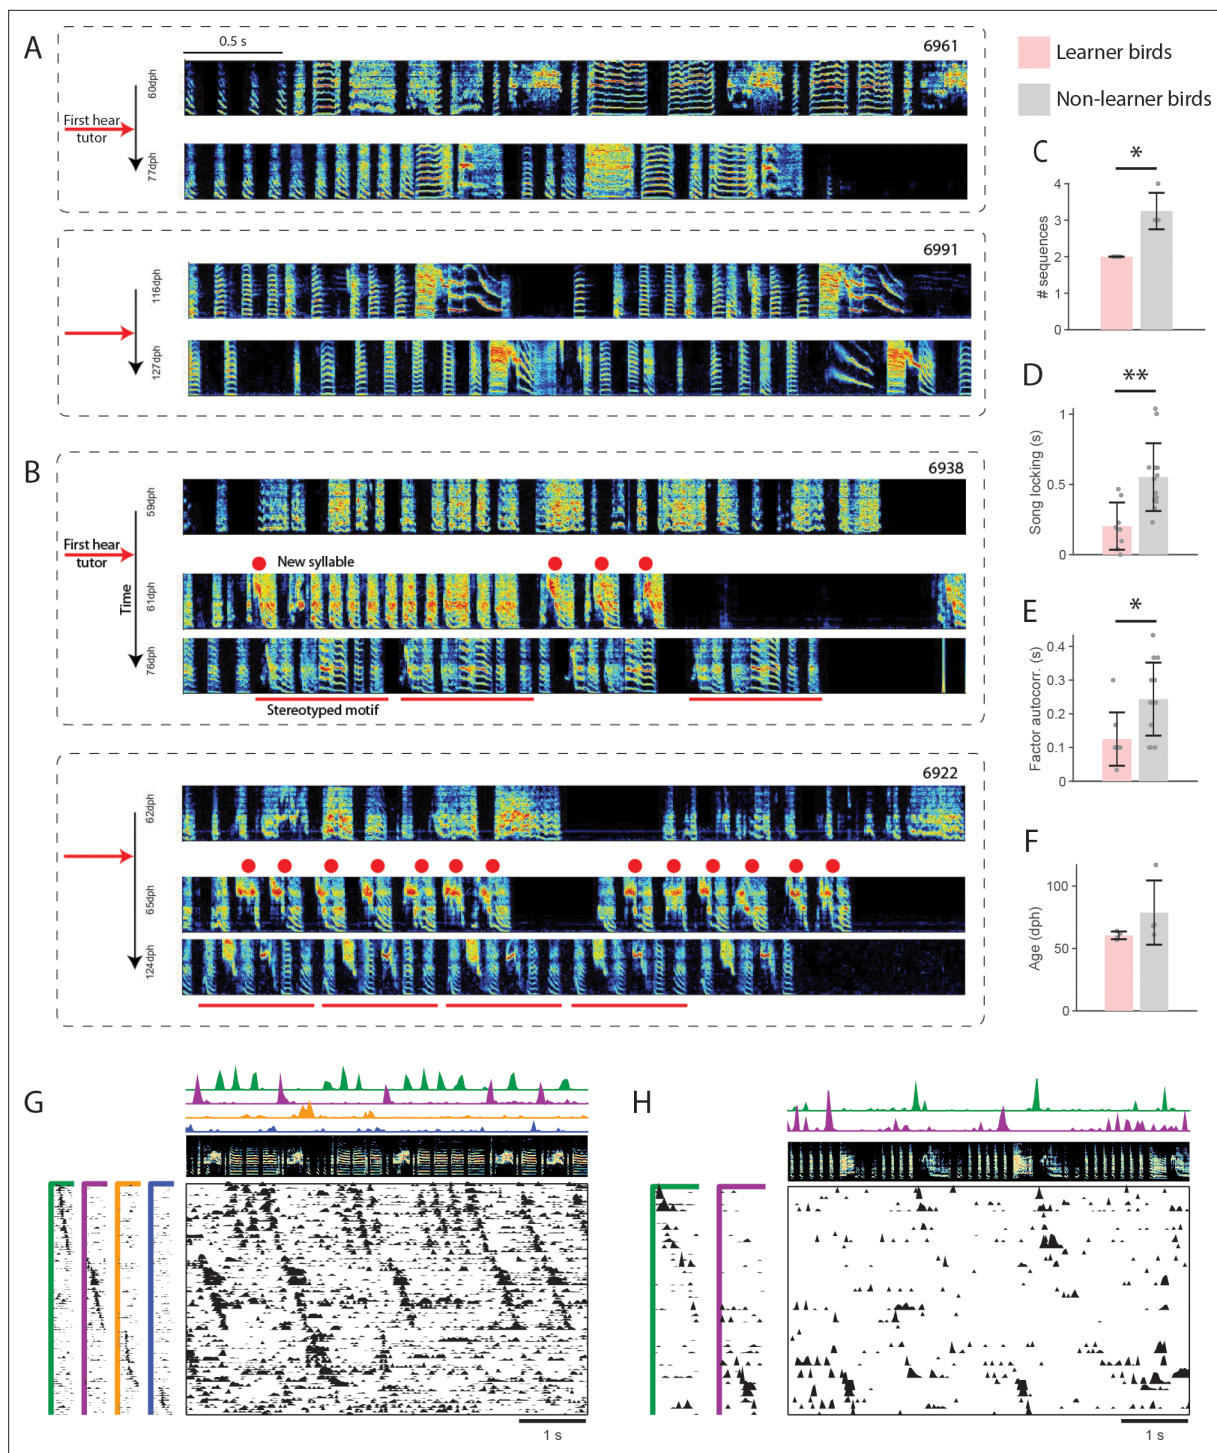 A
0.5 s
6961
60dph
First hear
tutor
77dph
6991
116dph
127dph
Learner birds
Non-learner birds
C
*
# sequences
4
3
2
1
0
D
**
Song locking (s)
1
0.5
0
B
6938
59dph
First hear
tutor
Time
New syllable
61dph
76dph
Stereotyped motif
E
*
Factor autocorr. (s)
0.4
0.3
0.2
0.1
0
6922
62dph
65dph
124dph
F
Age (dph)
100
50
0
G
1 s
H
1 s